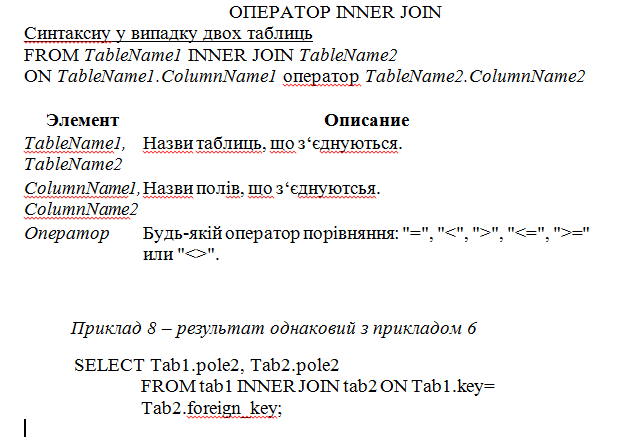 ОПЕРАТОР INNER JOIN
Синтаксиу у випадку двох таблиць
FROM TableName1 INNER JOIN TableName2
ON TableName1.ColumnName1 оператор TableName2.ColumnName2
Элемент Описание
TableName1, Назви таблиць, що з‘єднуються.
TableName2
ColumnName1, Назви полів, що з‘єднуютсья.
ColumnName2
Оператор Будь-якій оператор порівняння: "=", "<", ">", "<=", ">="
или "<>".
Приклад 8 – результат однаковий з прикладом 6
SELECT Tab1.pole2, Tab2.pole2
FROM tab1 INNER JOIN tab2 ON Tab1.key=
Tab2.foreign_key;